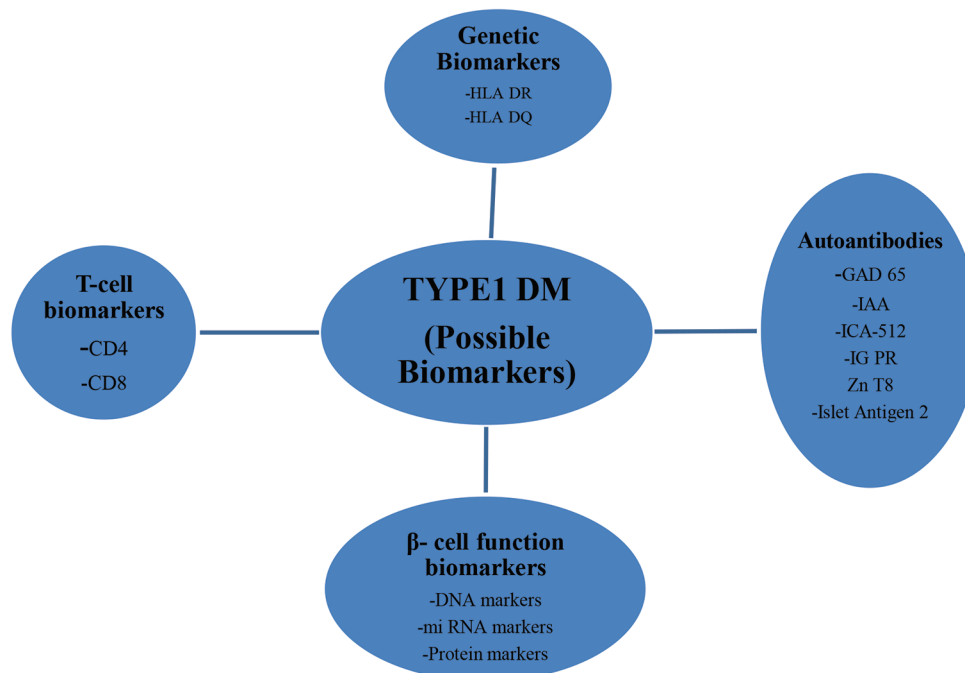 Genetic
Biomarkers
-HLA DR
-HLA DQ
T-cell
biomarkers
-CD4
-CD8
TYPE1 DM
(Possible
Biomarkers)
Autoantibodies
-GAD 65
-IAA
-ICA-512
-IG PR
Zn T8
-Islet Antigen 2
β- cell function
biomarkers
-DNA markers
-mi RNA markers
-Protein markers